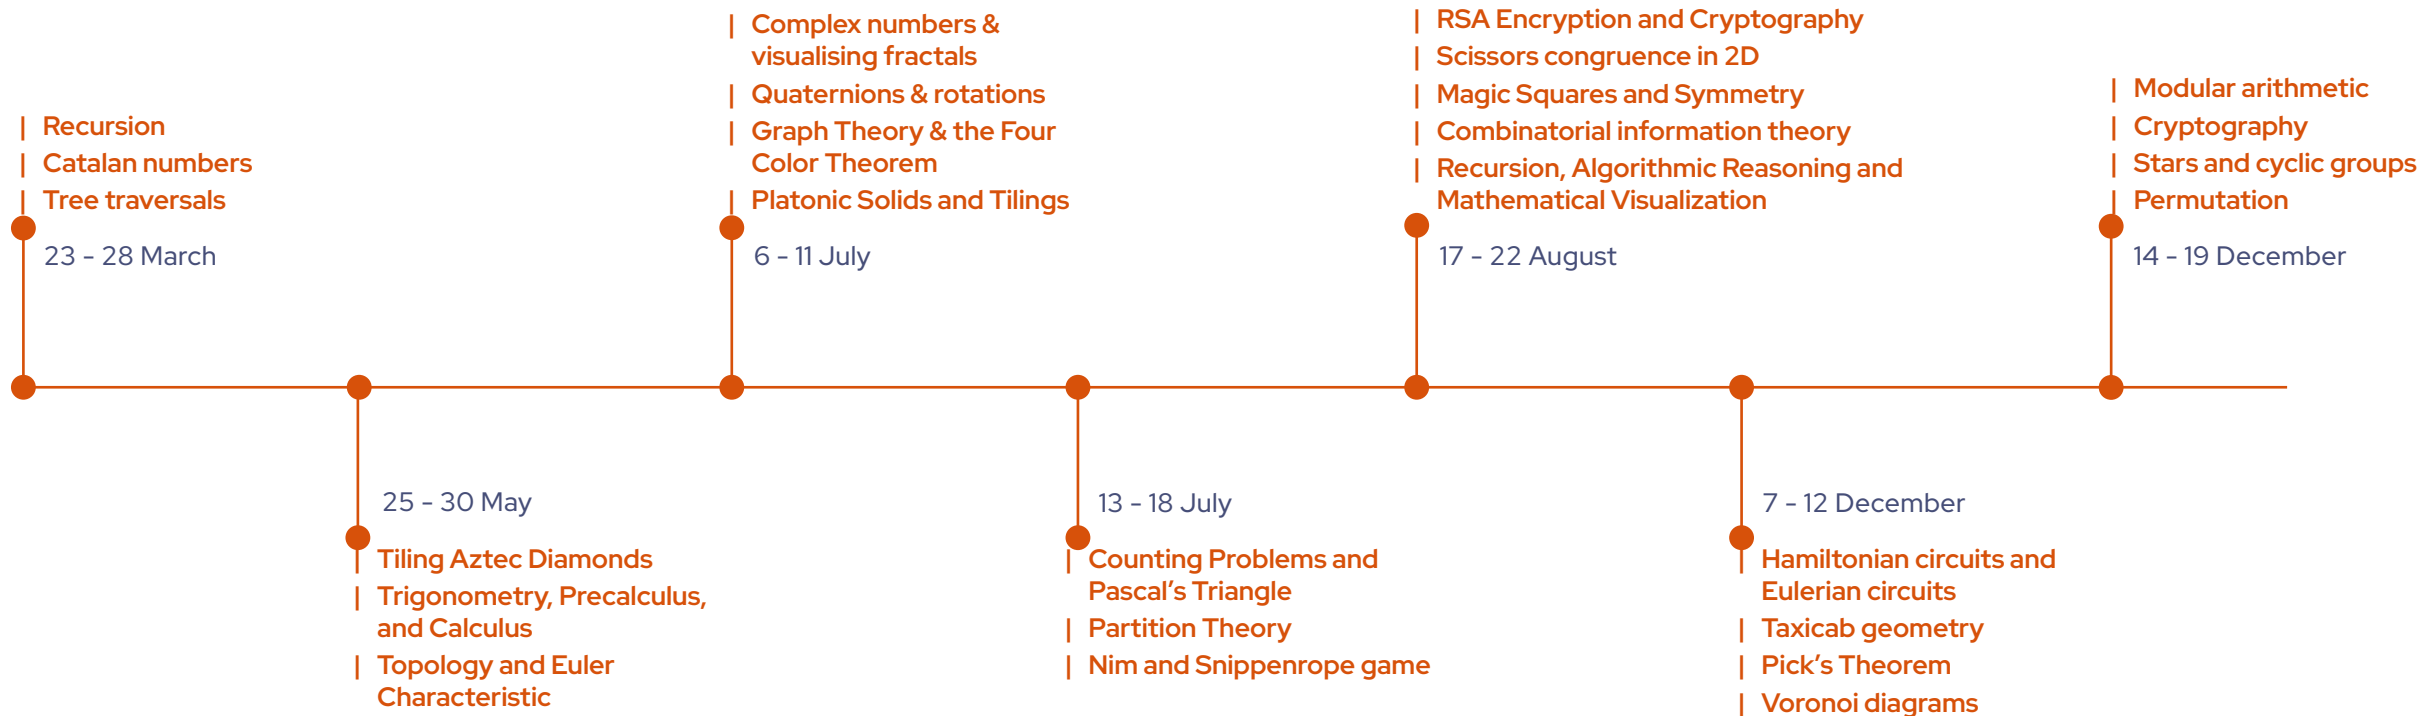 Recursion
Catalan numbers
Tree traversals
23 - 28 March
25 - 30 May
Tiling Aztec Diamonds
Trigonometry, Precalculus,
and Calculus
Topology and Euler
Characteristic
Complex numbers &
visualising fractals
Quaternions & rotations
Graph Theory & the Four
Color Theorem
Platonic Solids and Tilings
6 - 11 July
13 - 18 July
Counting Problems and
Pascal’s Triangle
Partition Theory
Nim and Snippenrope game
RSA Encryption and Cryptography
Scissors congruence in 2D
Magic Squares and Symmetry
Combinatorial information theory
Recursion, Algorithmic Reasoning and
Mathematical Visualization
17 - 22 August
7 - 12 December
Hamiltonian circuits and
Eulerian circuits
Taxicab geometry
Pick’s Theorem
Voronoi diagrams
Modular arithmetic
Cryptography
Stars and cyclic groups
Permutation
14 - 19 December